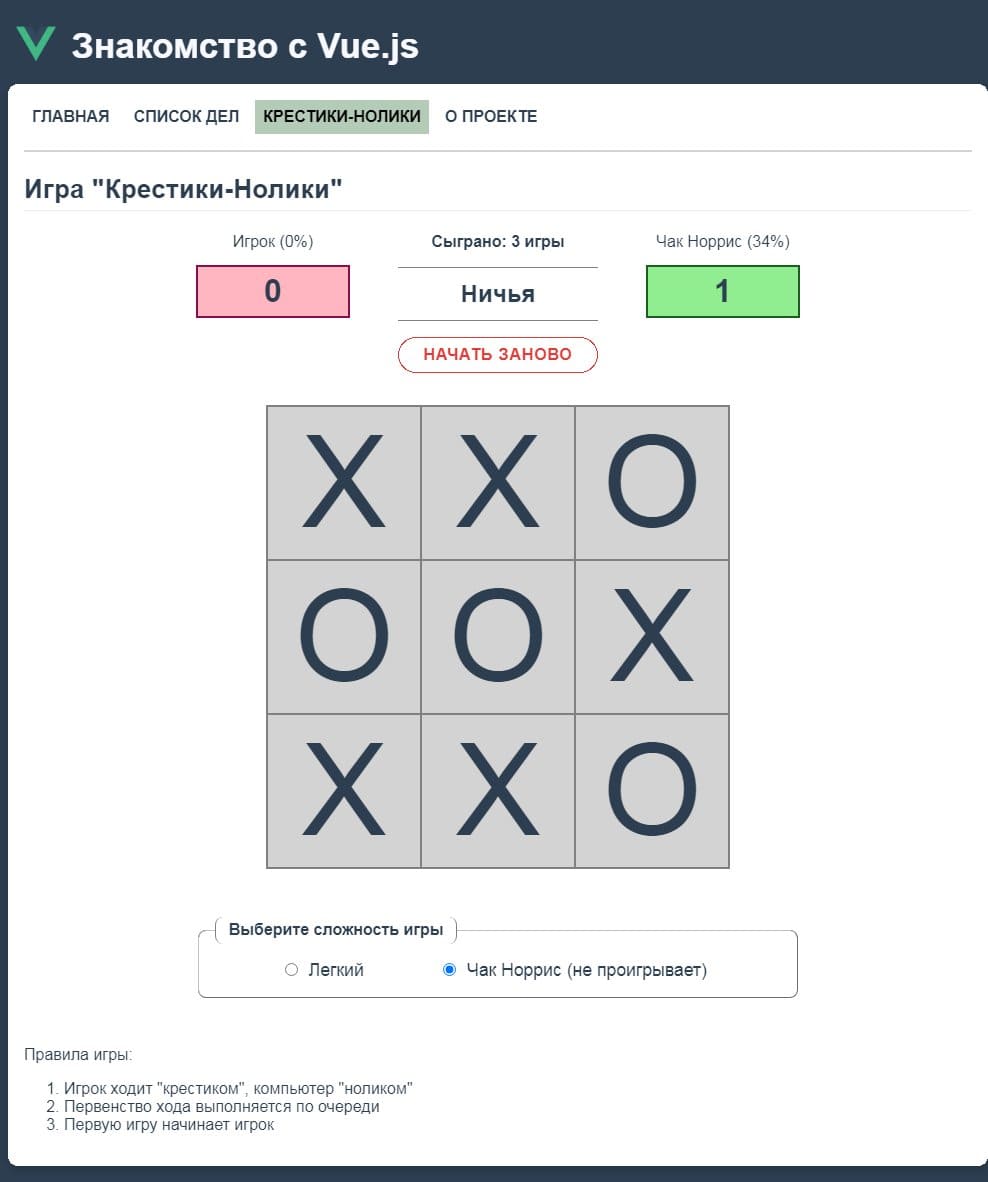 Знакомство с Vue.js
ГЛАВНАЯ СПИСОК ДЕЛ КРЕСТИКИ-НОЛИКИ О ПРОЕКТЕ
Игра "Крестики-Нолики"
Игрок (0%) Сыграно: 3 игры Чак Норрис (34%)
0 Ничья 1
НАЧАТЬ ЗАНОВО
X X O
O O X
X X O
Выберите сложность игры
Легкий Чак Норрис (не проигрывает)
Правила игры:
1. Игрок ходит "крестиком", компьютер "ноликом"
2. Первенство хода выполняется по очереди
3. Первую игру начинает игрок